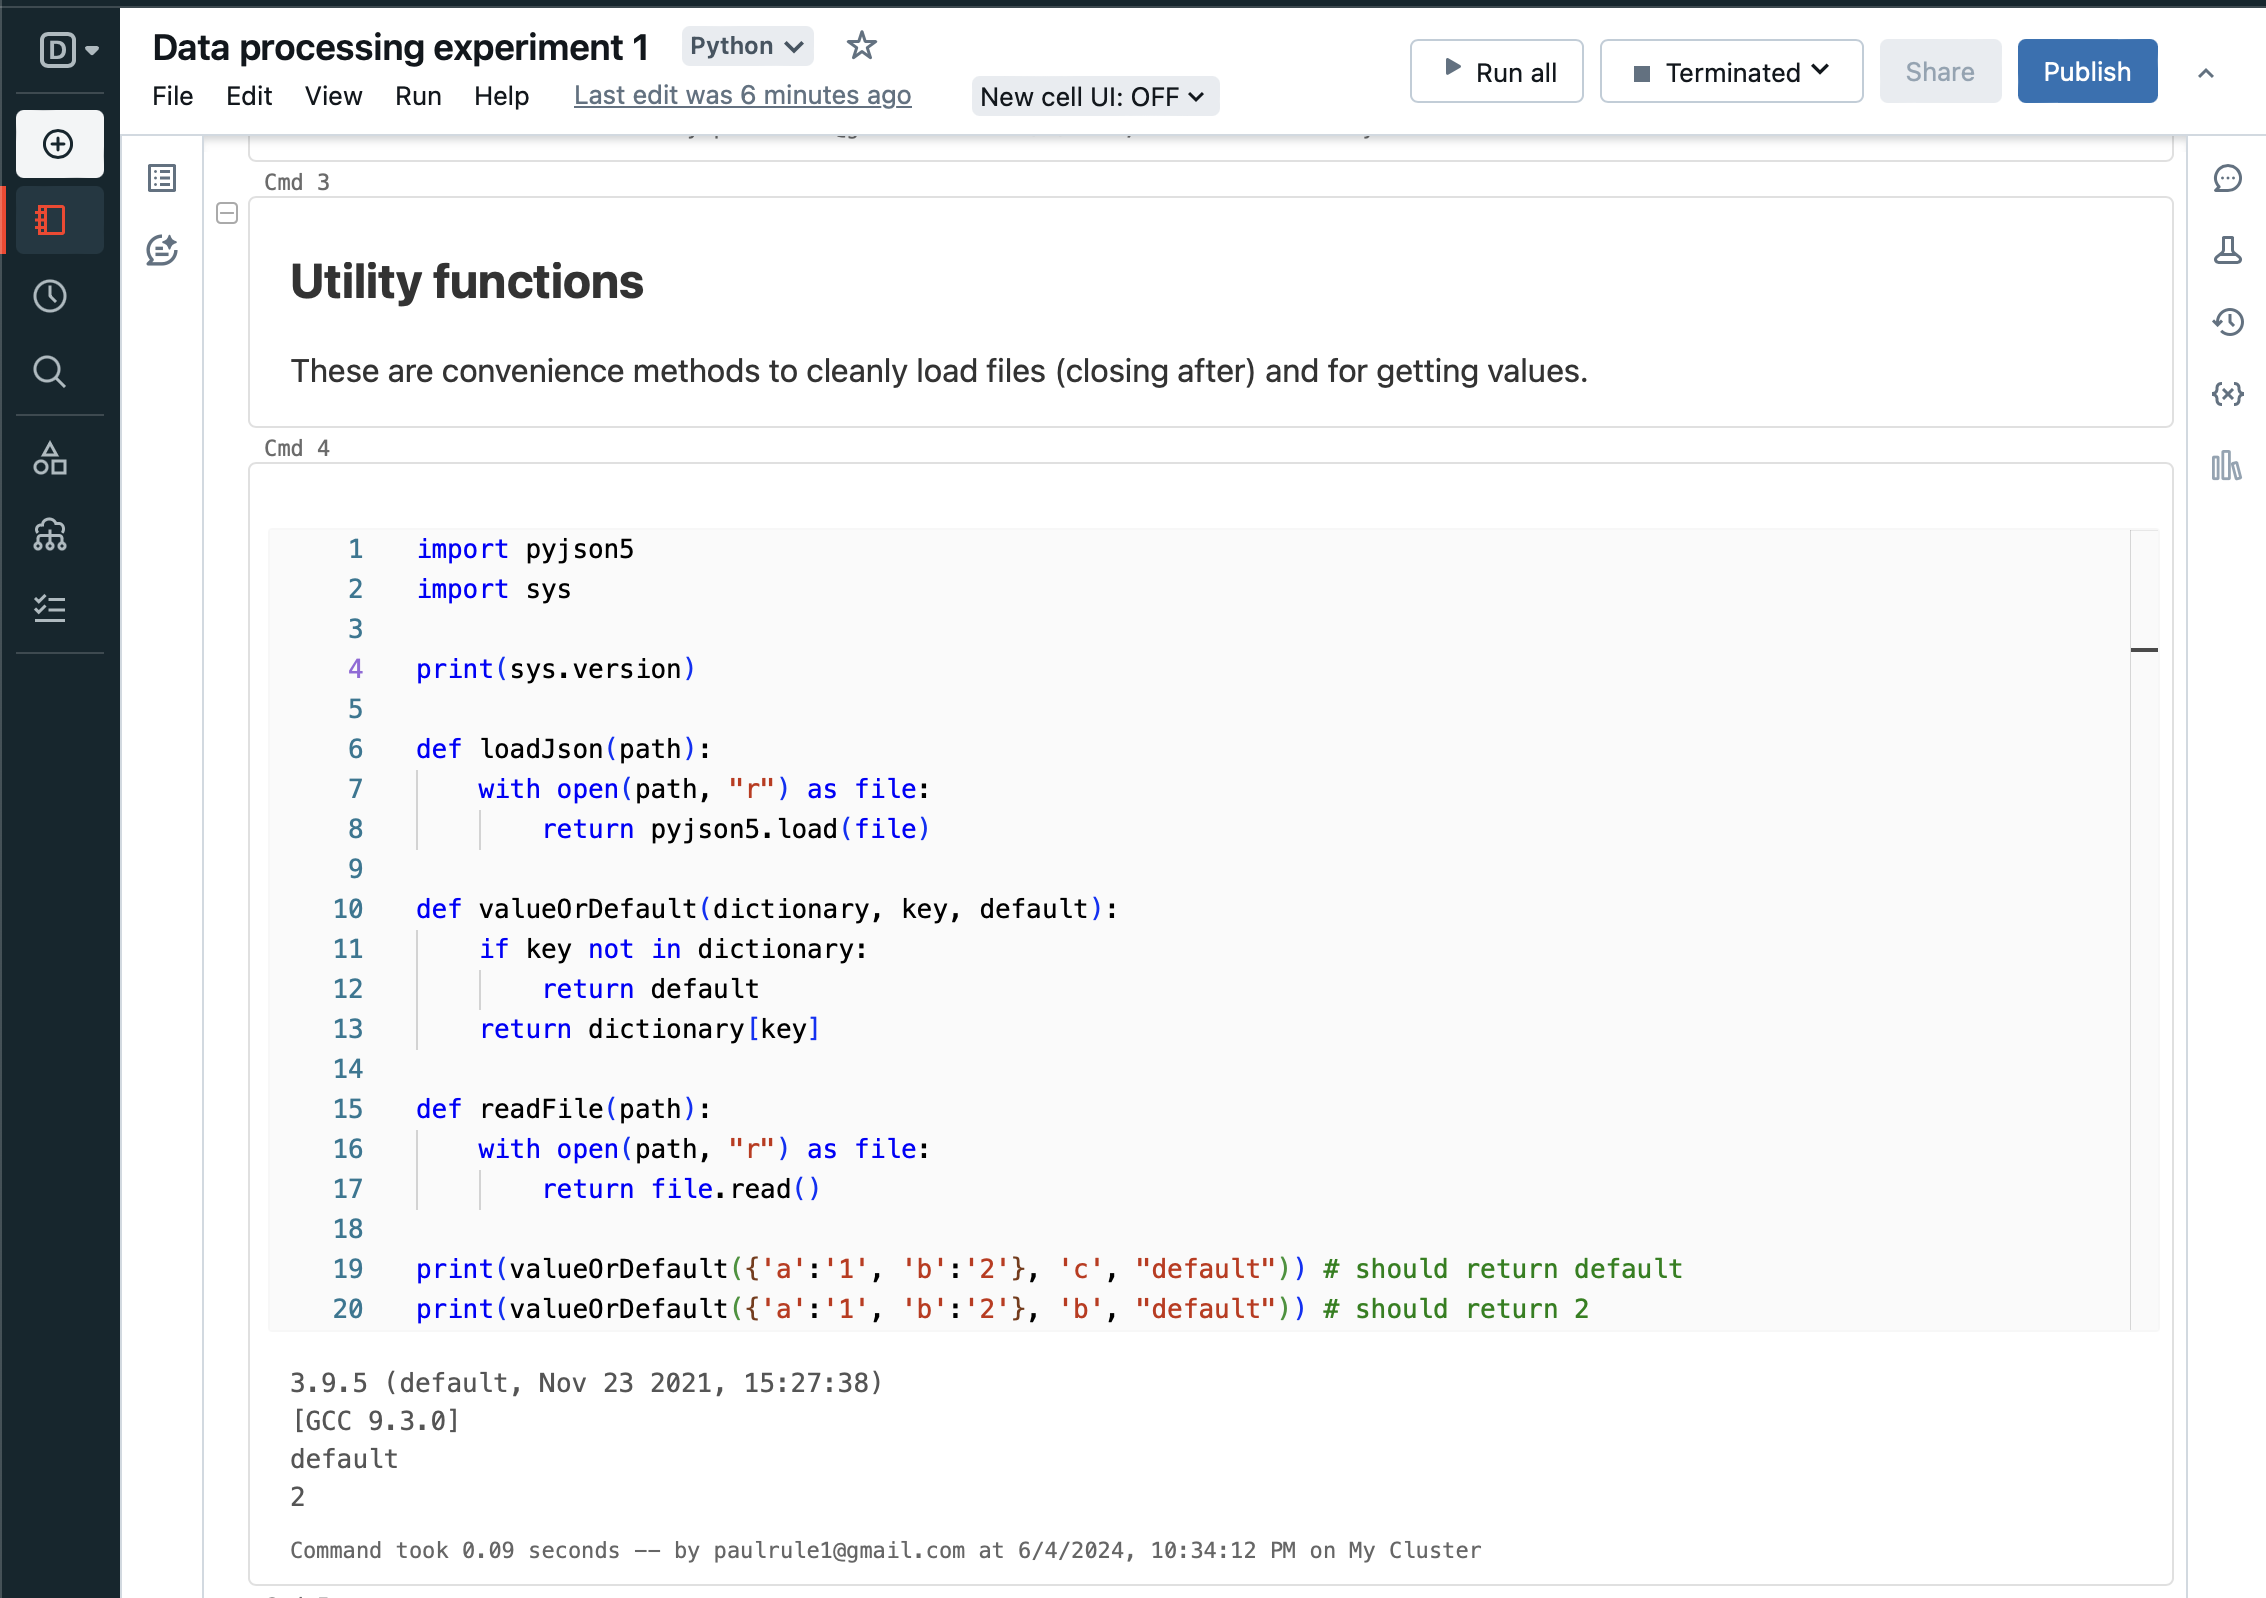 D
Data processing experiment 1 Python
File Edit View Run Help Last edit was 6 minutes ago New cell UI: OFF
Run all Terminated Share Publish
Cmd 3
Utility functions
These are convenience methods to cleanly load files (closing after) and for getting values.
Cmd 4
1 import pyjson5
2 import sys
3
4 print(sys.version)
5
6 def loadJson(path):
7 with open(path, "r") as file:
8 return pyjson5.load(file)
9
10 def valueOrDefault(dictionary, key, default):
11 if key not in dictionary:
12 return default
13 return dictionary[key]
14
15 def readFile(path):
16 with open(path, "r") as file:
17 return file.read()
18
19 print(valueOrDefault({'a':'1', 'b':'2'}, 'c', "default")) # should return default
20 print(valueOrDefault({'a':'1', 'b':'2'}, 'b', "default")) # should return 2
3.9.5 (default, Nov 23 2021, 15:27:38)
[GCC 9.3.0]
default
2
Command took 0.09 seconds -- by paulrule1@gmail.com at 6/4/2024, 10:34:12 PM on My Cluster